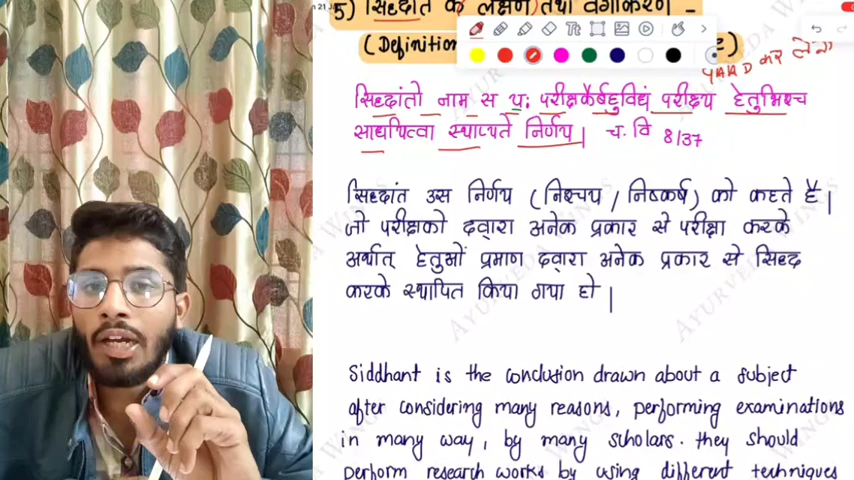 5) सिद्धांत के लक्षण तथा वर्गीकरण -
(Definition
YAAD कर लेना
सिद्धांतो नाम स यः परीक्षकैर्बहुविधं परीक्ष्य हेतुभिश्च
साधयित्वा स्थाप्यते निर्णय| च. वि 8/37
सिद्धांत उस निर्णय (निश्चय / निष्कर्ष) को कहते हैं|
जो परीक्षको द्वारा अनेक प्रकार से परीक्षा करके
अर्थात् हेतुओं प्रमाण द्वारा अनेक प्रकार से सिद्ध
करके स्थापित किया गया हो|
Siddhant is the conclusion drawn about a subject
after considering many reasons, performing examinations
in many way, by many scholars. they should
perform research works by using different techniques